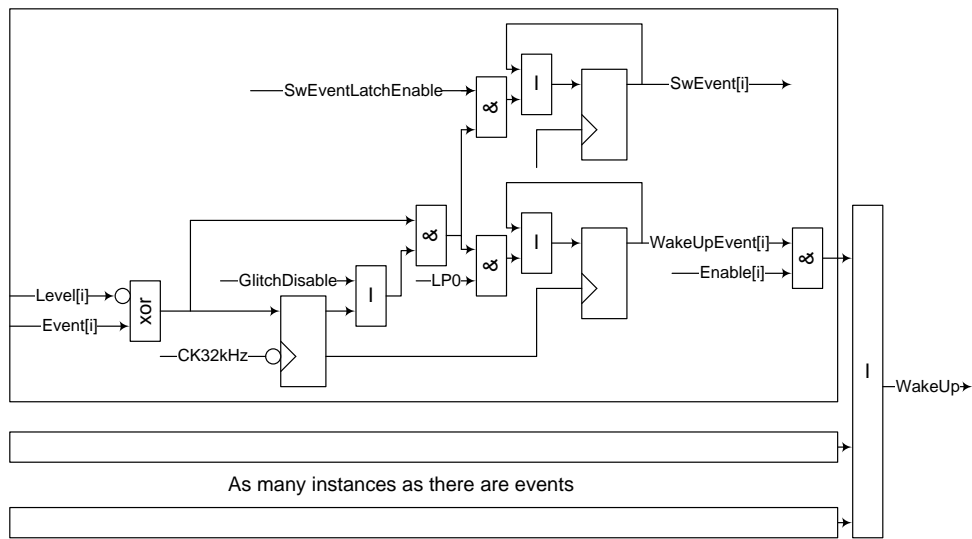 I
SwEventLatchEnable
&
SwEvent[i]
&
I
WakeUpEvent[i]
&
GlitchDisable
I
LP0
&
Enable[i]
Level[i]
xor
Event[i]
CK32kHz
I
WakeUp
As many instances as there are events